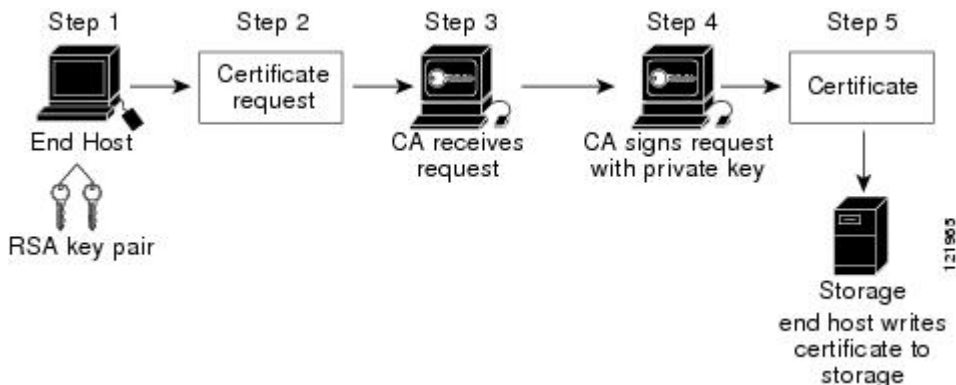 Step 1
Step 2
Step 3
Step 4
Step 5
Certificate
request
Certificate
End Host
CA receives
request
CA signs request
with private key
RSA key pair
121965
Storage
end host writes
certificate to
storage